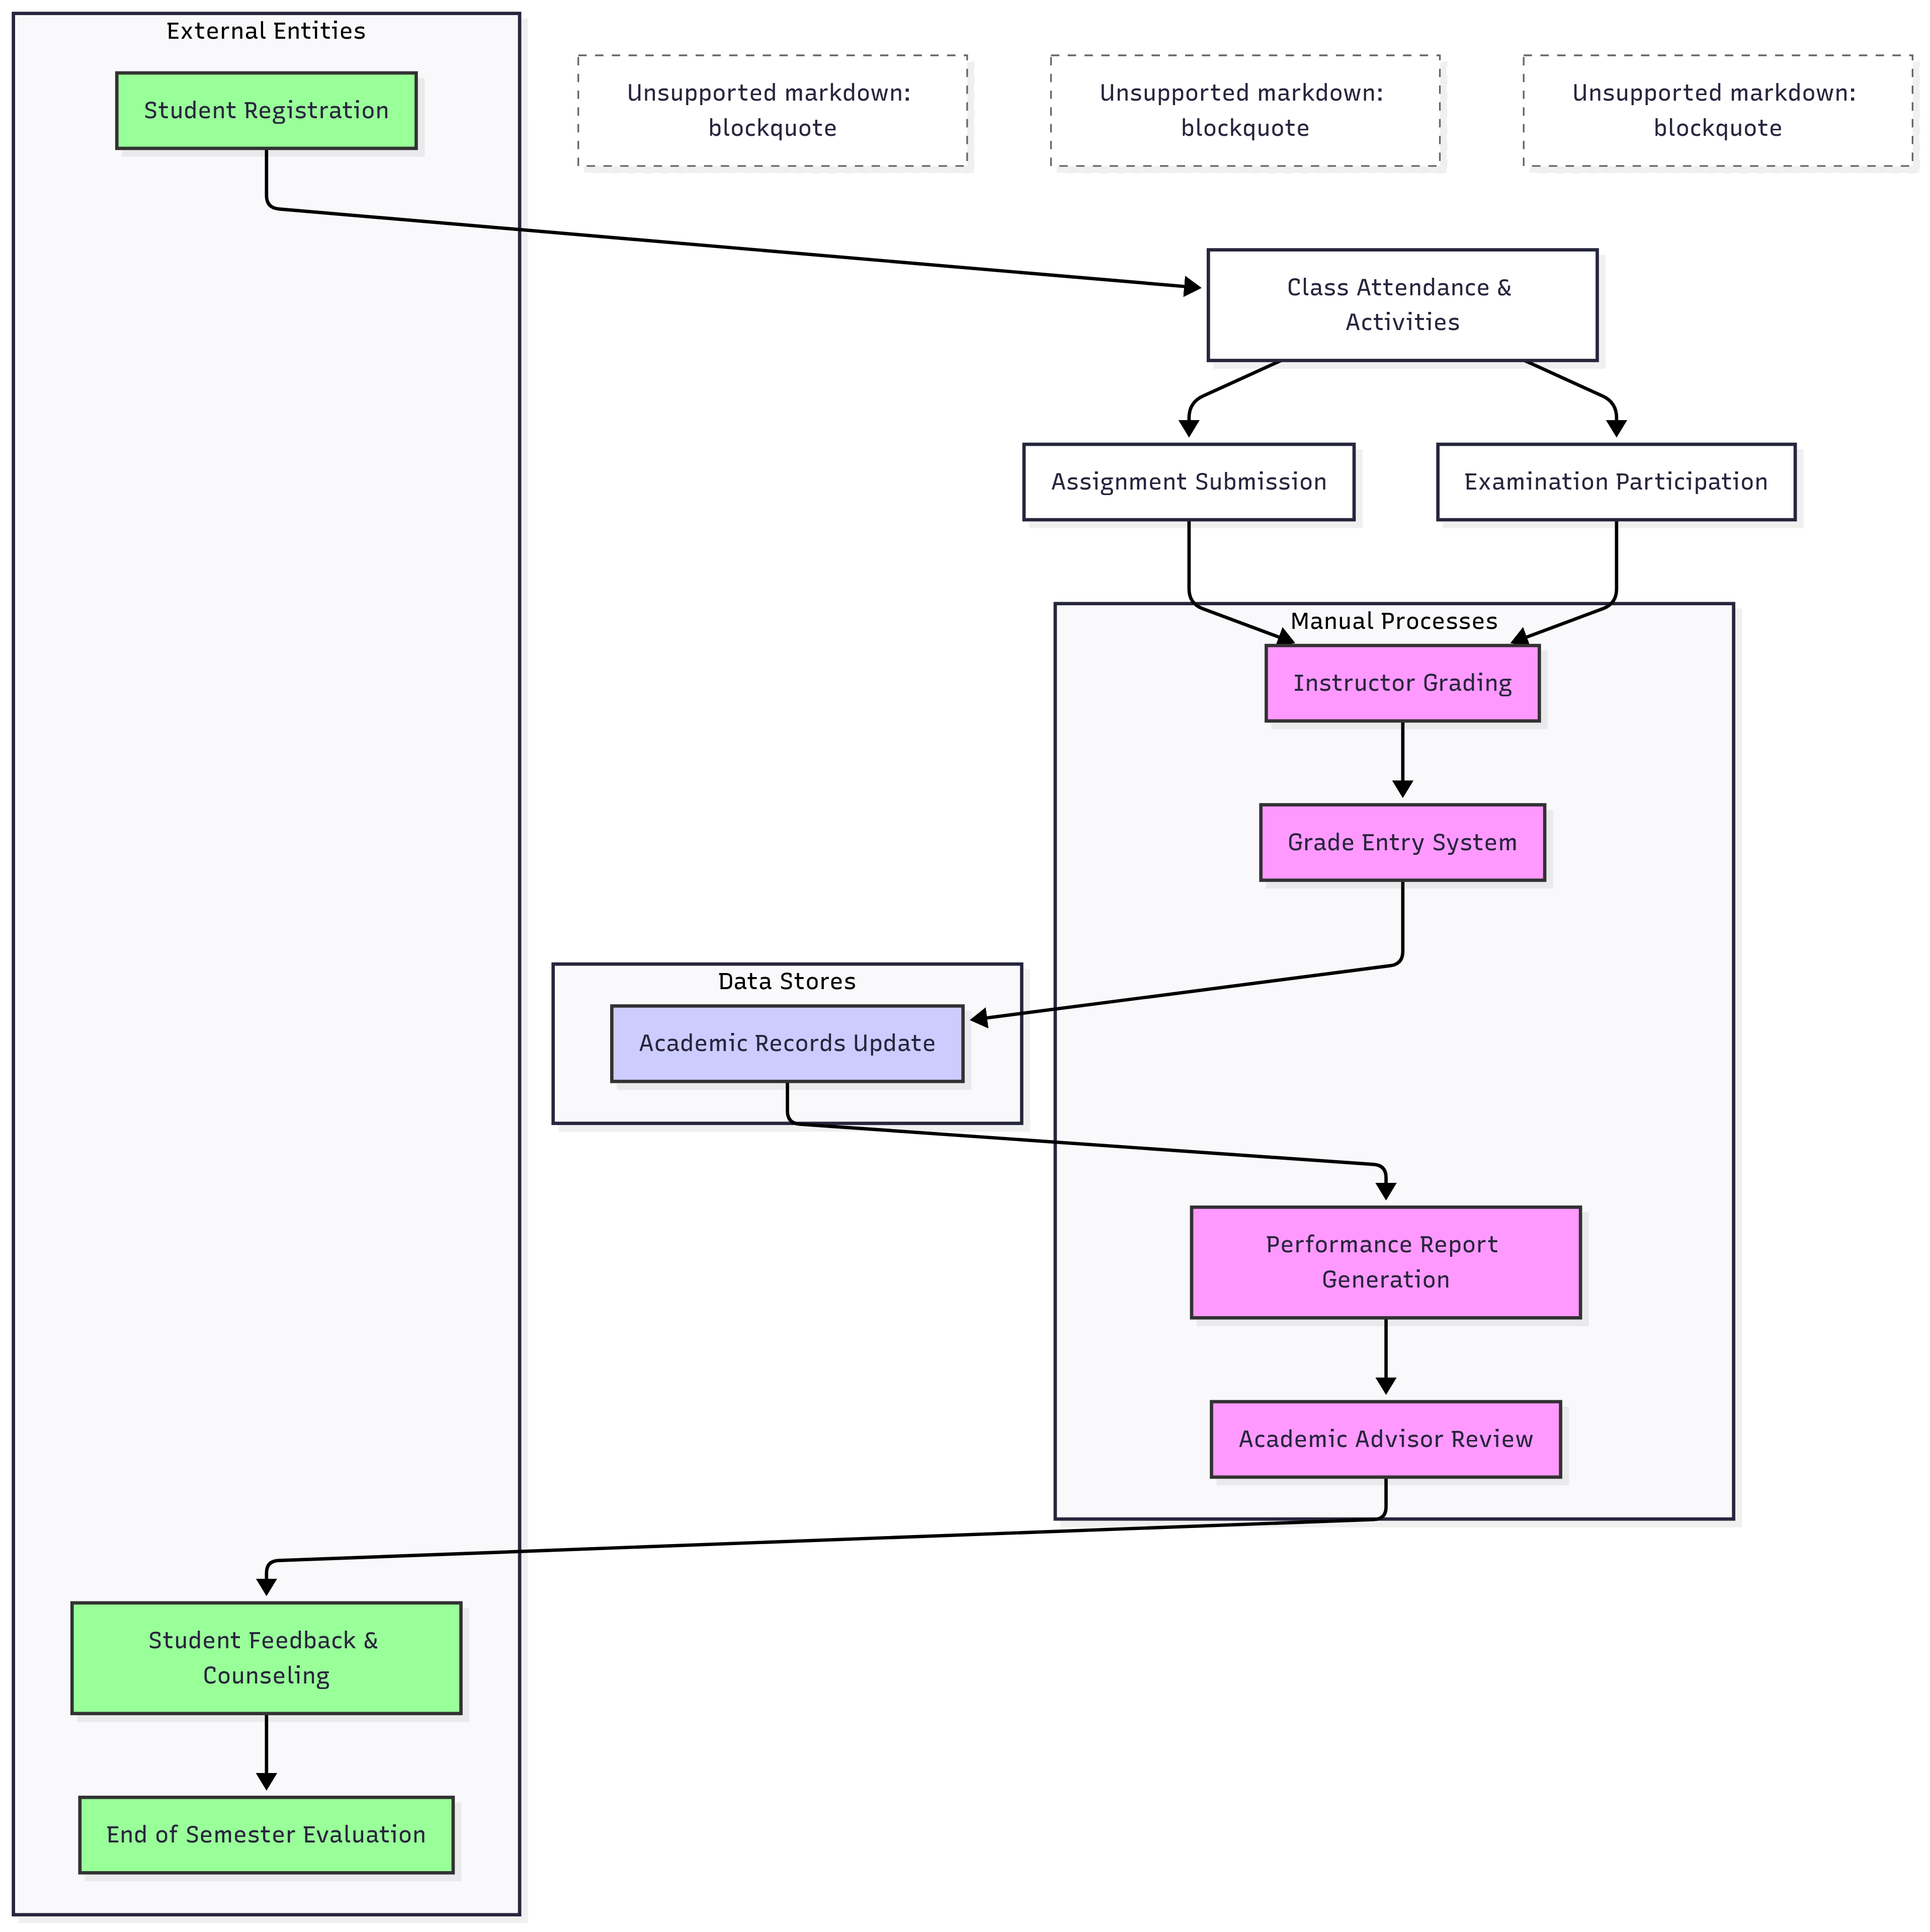 External Entities
Student Registration
Unsupported markdown:
blockquote
Unsupported markdown:
blockquote
Unsupported markdown:
blockquote
Class Attendance &
Activities
Assignment Submission
Examination Participation
Manual Processes
Instructor Grading
Grade Entry System
Data Stores
Academic Records Update
Performance Report
Generation
Academic Advisor Review
Student Feedback &
Counseling
End of Semester Evaluation